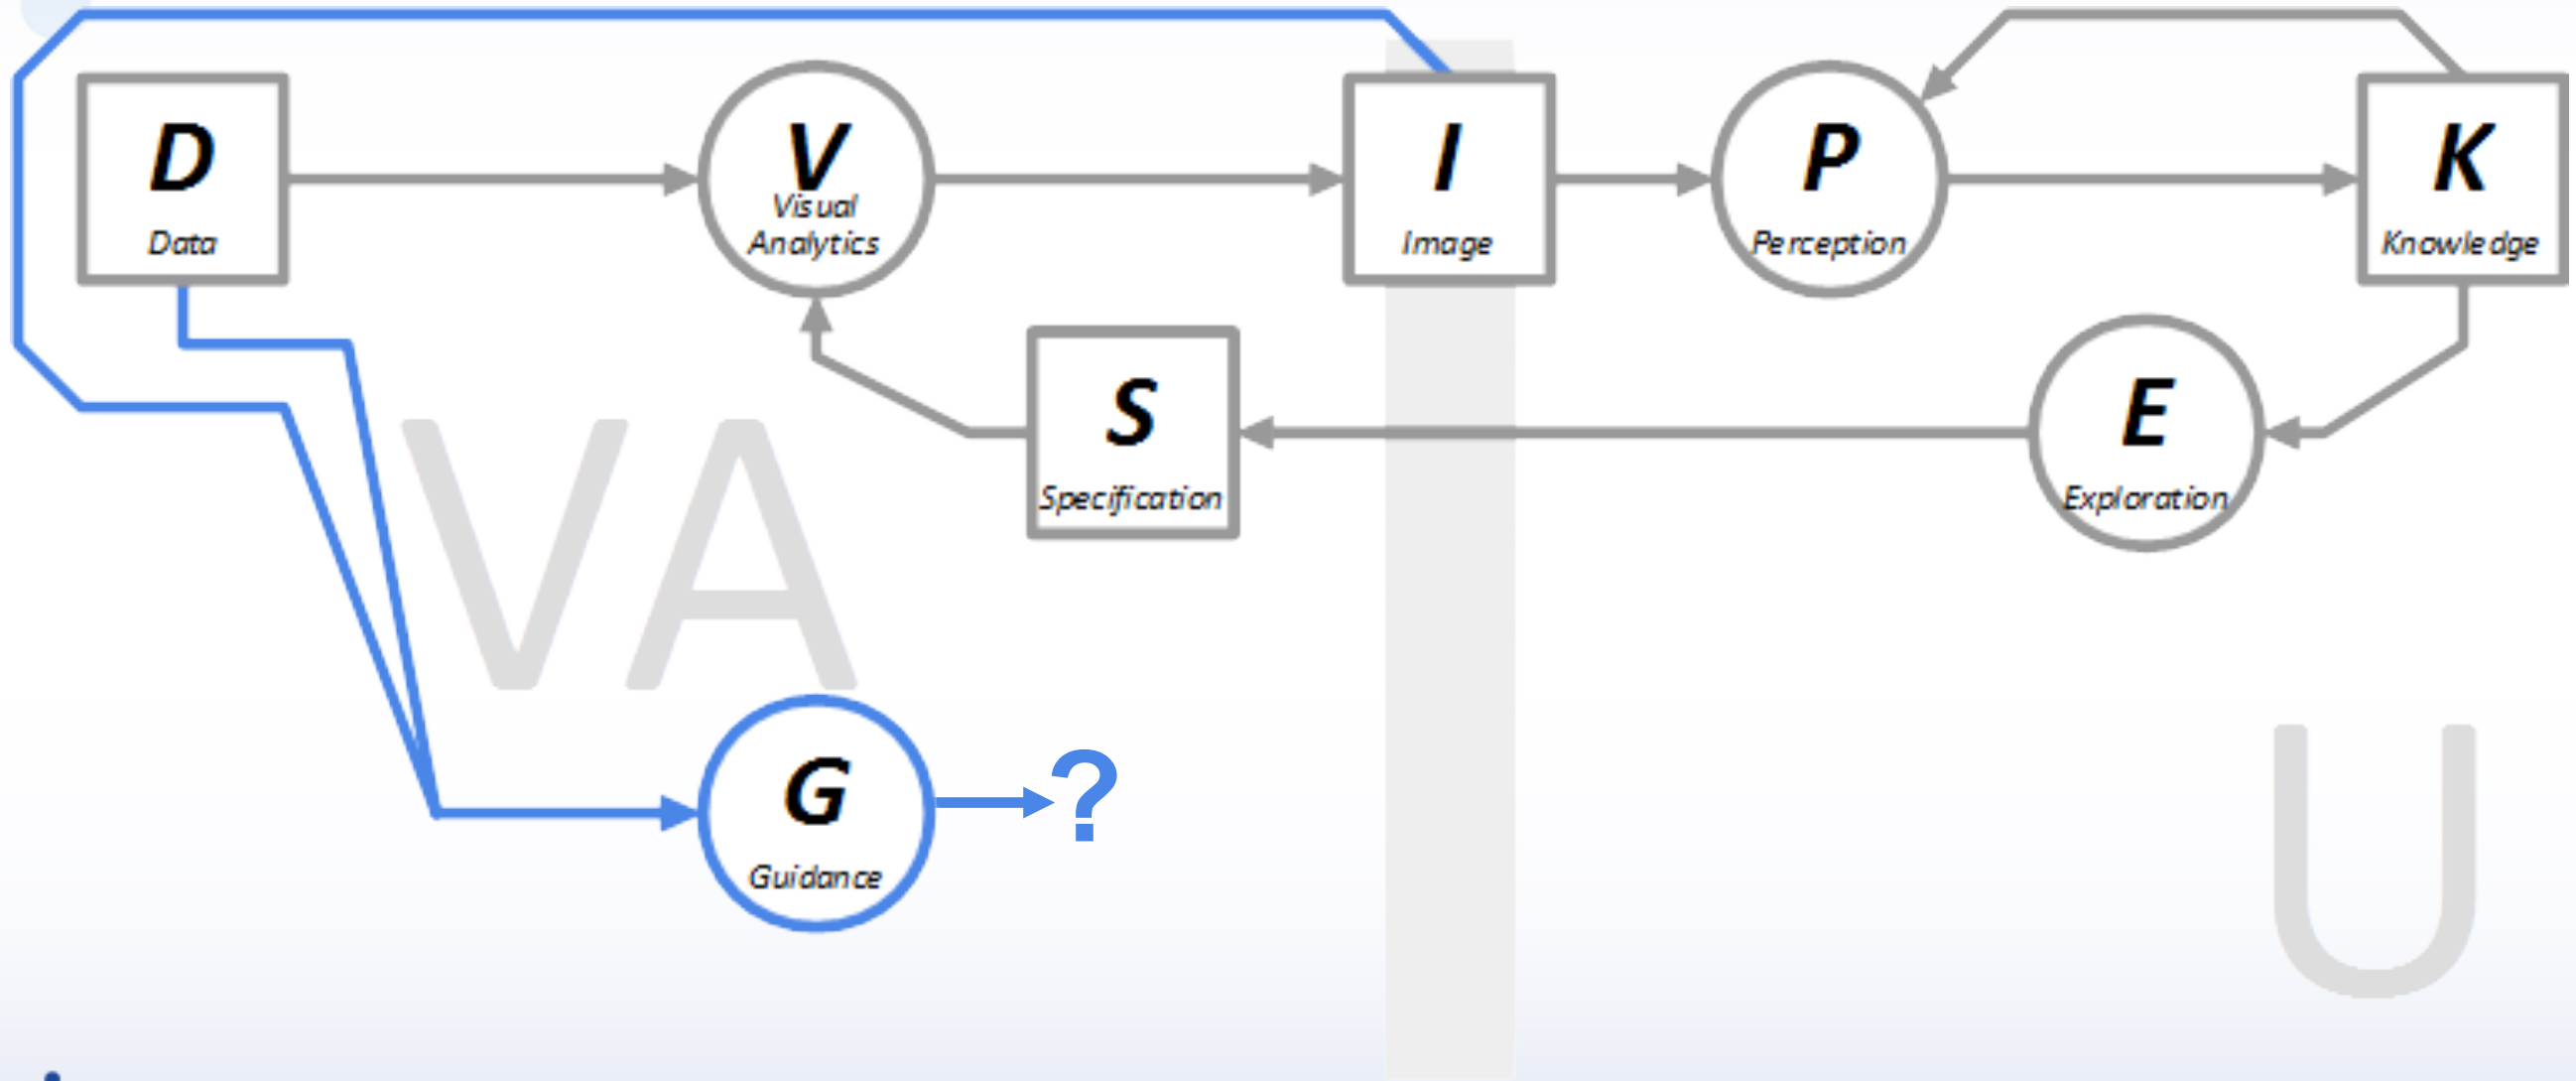 D
Data
V
Visual
Analytics
I
Image
P
Perception
K
Knowledge
S
Specification
E
Exploration
VA
G
Guidance
?
U